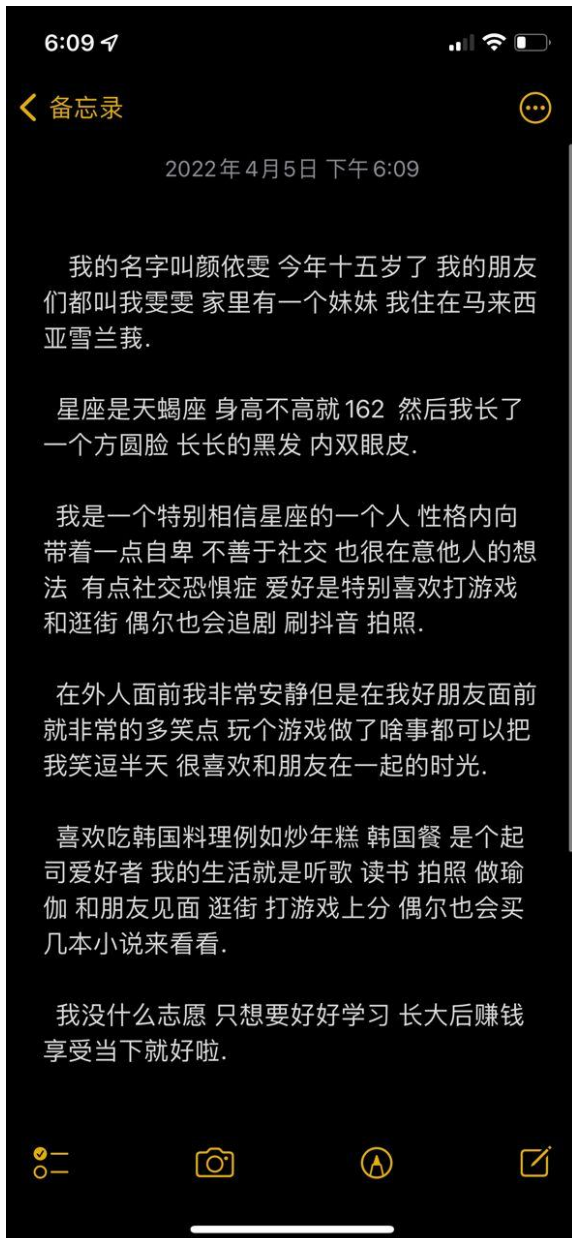 6:09
备忘录
2022年4月5日 下午6:09
我的名字叫颜依雯 今年十五岁了 我的朋友
们都叫我雯雯 家里有一个妹妹 我住在马来西
亚雪兰莪.
星座是天蝎座 身高不高就162 然后我长了
一个方圆脸 长长的黑发 内双眼皮.
我是一个特别相信星座的一个人 性格内向
带着一点自卑 不善于社交 也很在意他人的想
法 有点社交恐惧症 爱好是特别喜欢打游戏
和逛街 偶尔也会追剧 刷抖音 拍照.
在外人面前我非常安静但是在我好朋友面前
就非常的多笑点 玩个游戏做了啥事都可以把
我笑逗半天 很喜欢和朋友在一起的时光.
喜欢吃韩国料理例如炒年糕 韩国餐 是个起
司爱好者 我的生活就是听歌 读书 拍照 做瑜
伽 和朋友见面 逛街 打游戏上分 偶尔也会买
几本小说来看看.
我没什么志愿 只想要好好学习 长大后赚钱
享受当下就好啦.